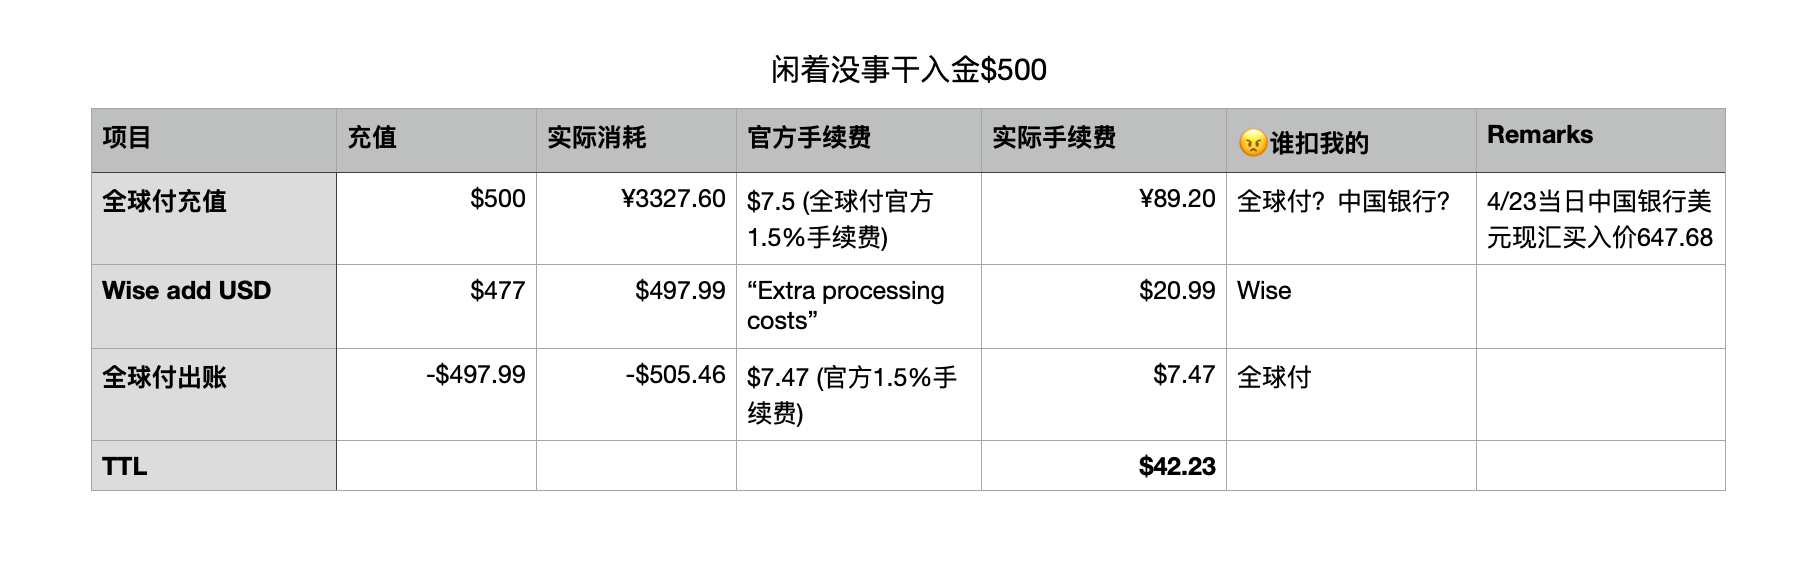 闲着没事干入金$500
项目 充值 实际消耗 官方手续费 实际手续费 😠谁扣我的 Remarks
全球付充值 $500 ¥3327.60 $7.5 (全球付官方 ¥89.20 全球付？中国银行？ 4/23当日中国银行美
1.5%手续费) 元现汇买入价647.68
Wise add USD $477 $497.99 “Extra processing $20.99 Wise
costs”
全球付出账 -$497.99 -$505.46 $7.47 (官方1.5%手 $7.47 全球付
续费)
TTL $42.23